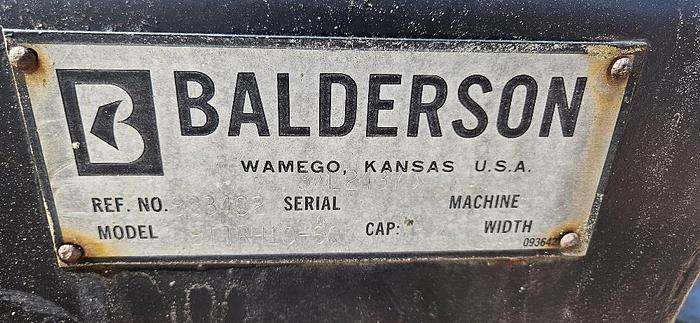 B BALDERSON
WAMEGO, KANSAS U.S.A.
REF. NO. SERIAL MACHINE
MODEL CAP: WIDTH
093642